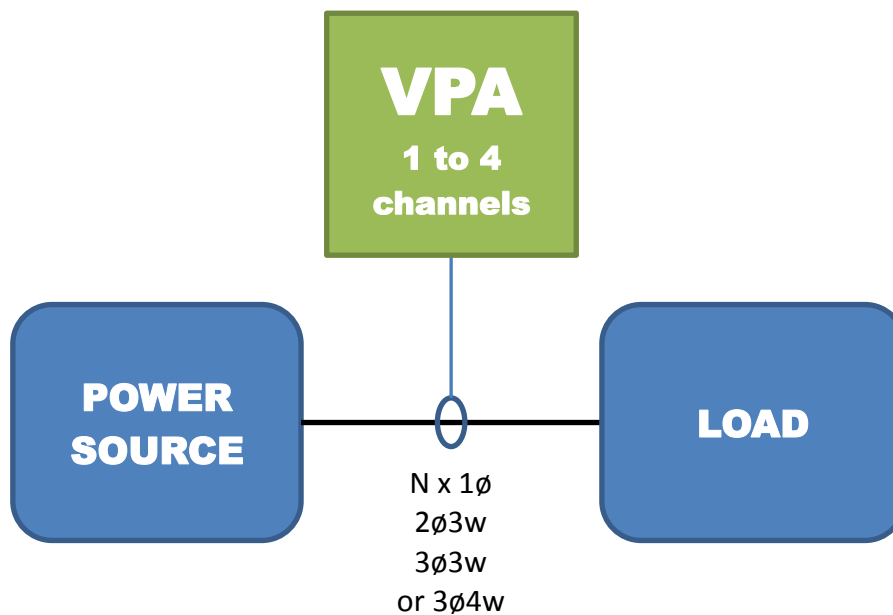 VPA
1 to 4
channels
POWER
SOURCE
LOAD
N x 1ø
2ø3w
3ø3w
or 3ø4w